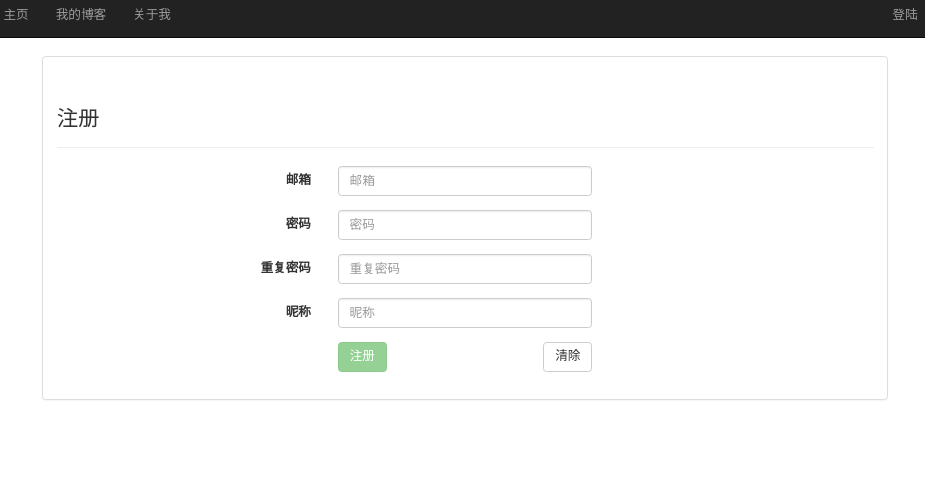 主页 我的博客 关于我 登陆
注册
邮箱 邮箱
密码 密码
重复密码 重复密码
昵称 昵称
注册 清除